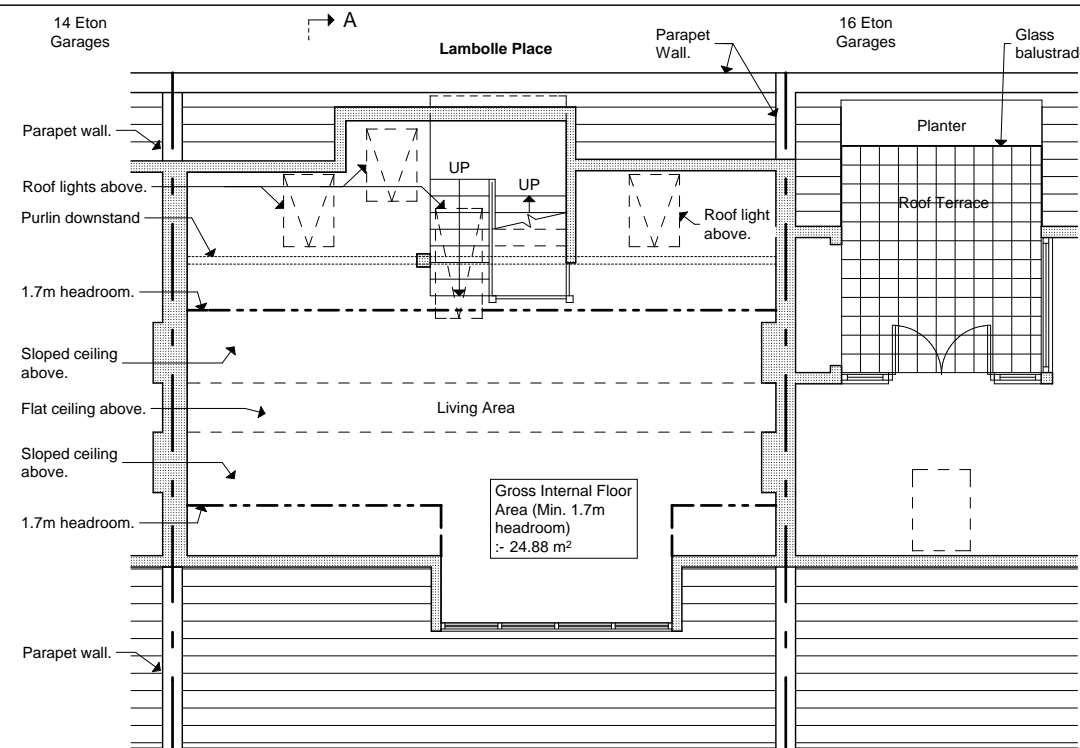 14 Eton
Garages
A
Lambolle Place
Parapet
Wall.
16 Eton
Garages
Glass
balustrad
Parapet wall.
Planter
UP
UP
Roof lights above.
Roof Terrace
Purlin downstand
Roof light
above.
1.7m headroom.
Sloped ceiling
above.
Flat ceiling above.
Living Area
Sloped ceiling
above.
Gross Internal Floor
Area (Min. 1.7m
headroom)
:- 24.88 m²
1.7m headroom.
Parapet wall.